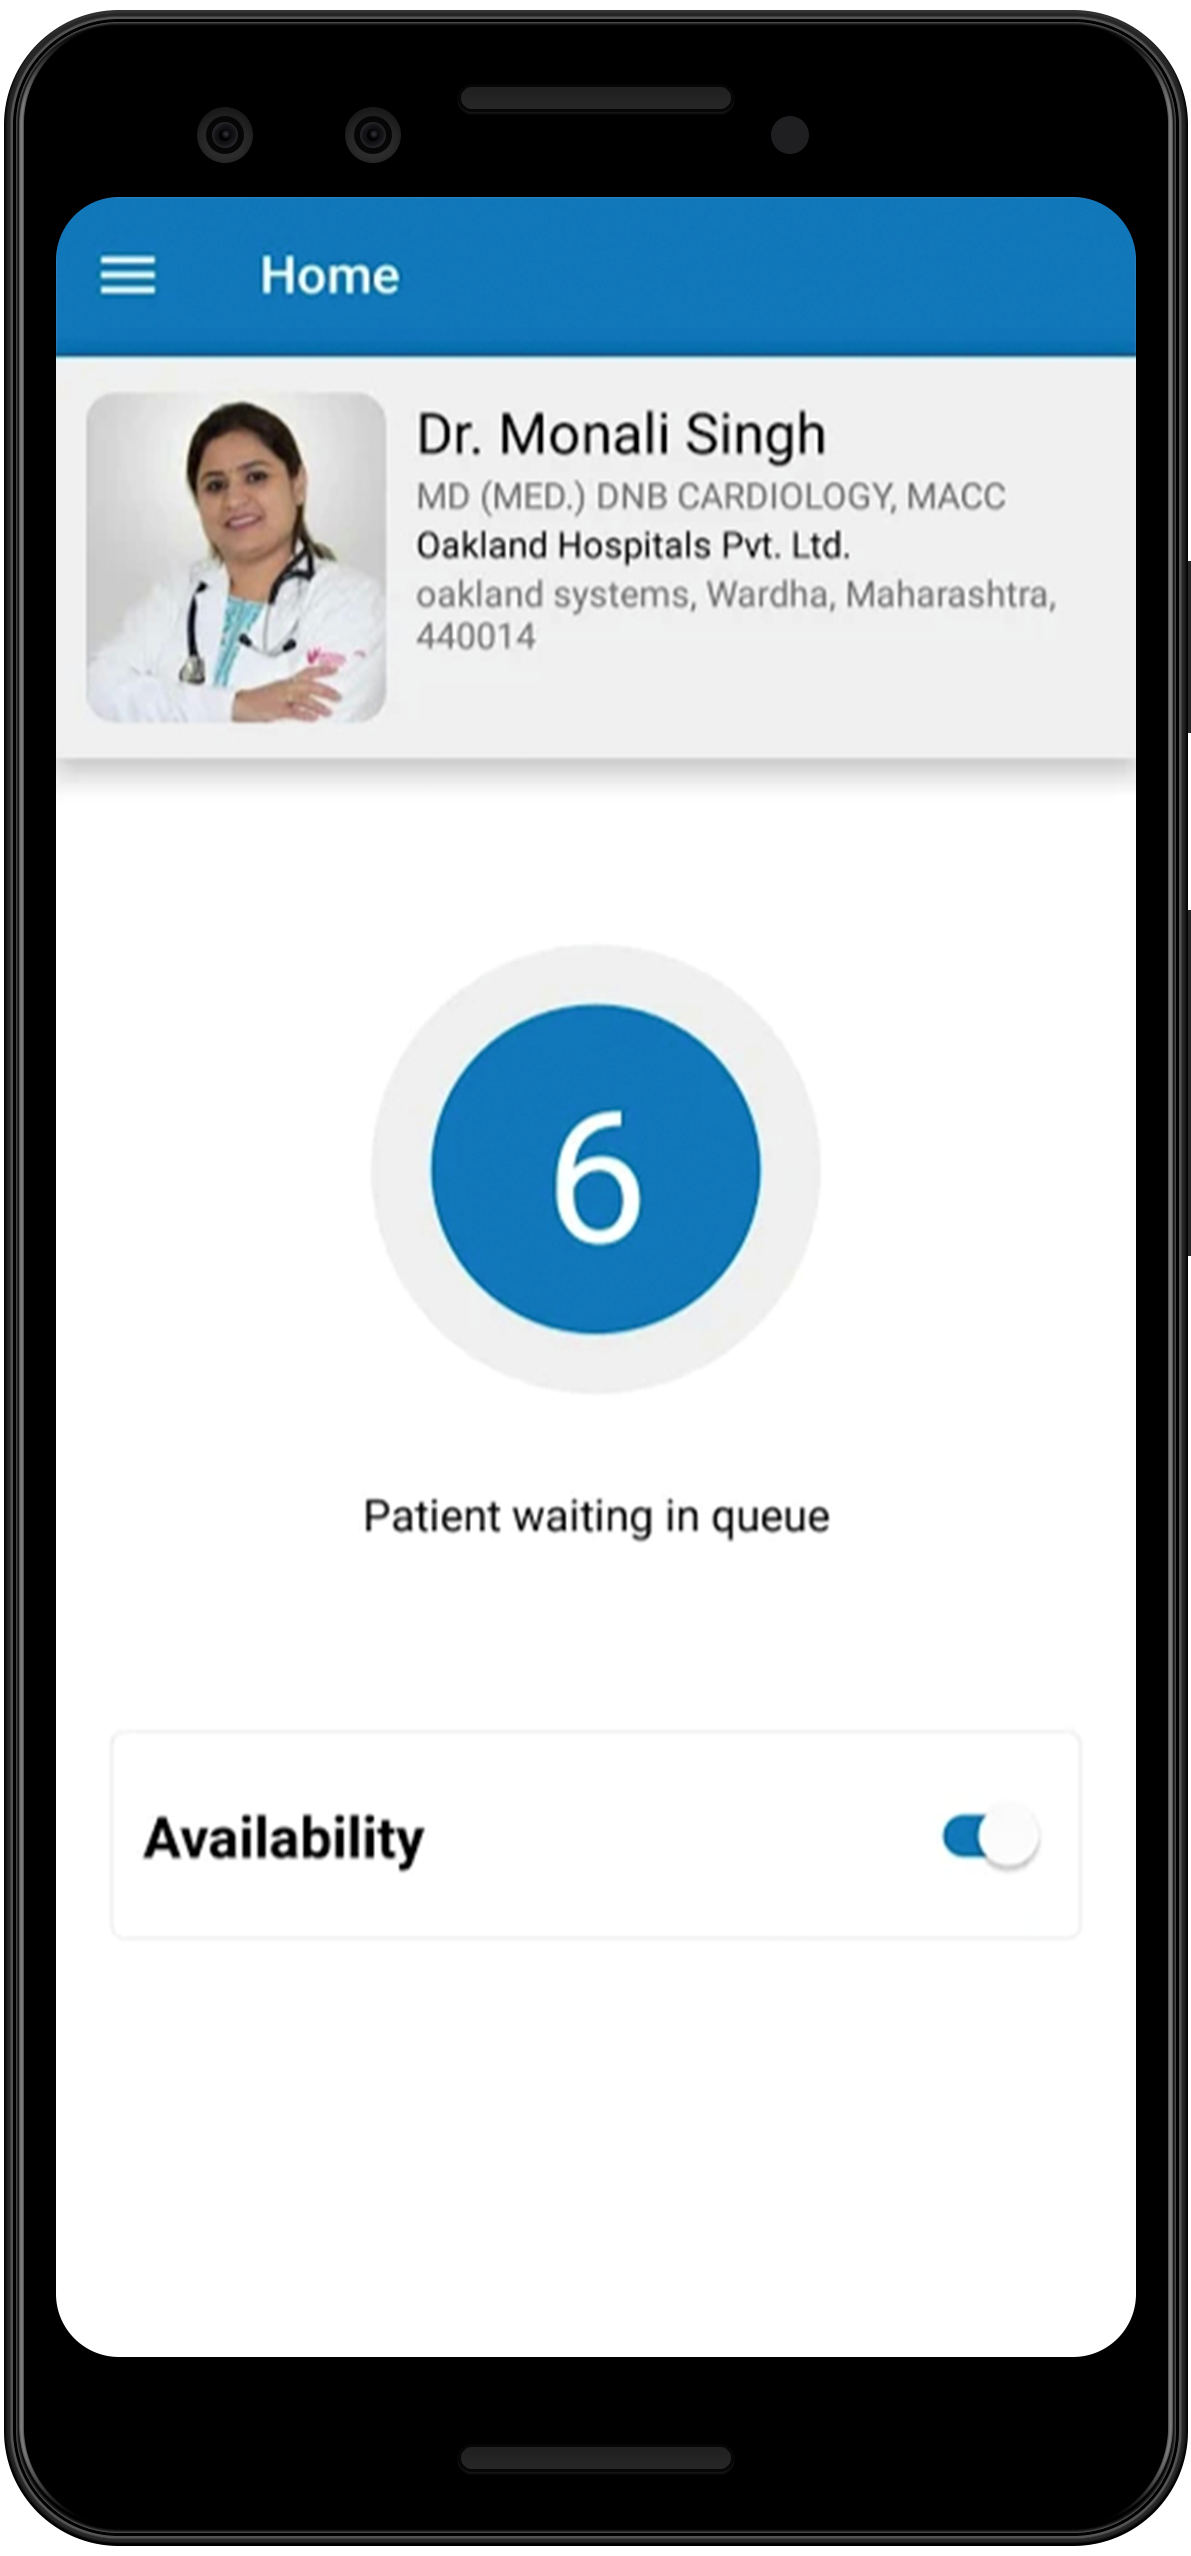 Home
Dr. Monali Singh
MD (MED.) DNB CARDIOLOGY, MACC
Oakland Hospitals Pvt. Ltd.
oakland systems, Wardha, Maharashtra,
440014
6
Patient waiting in queue
Availability